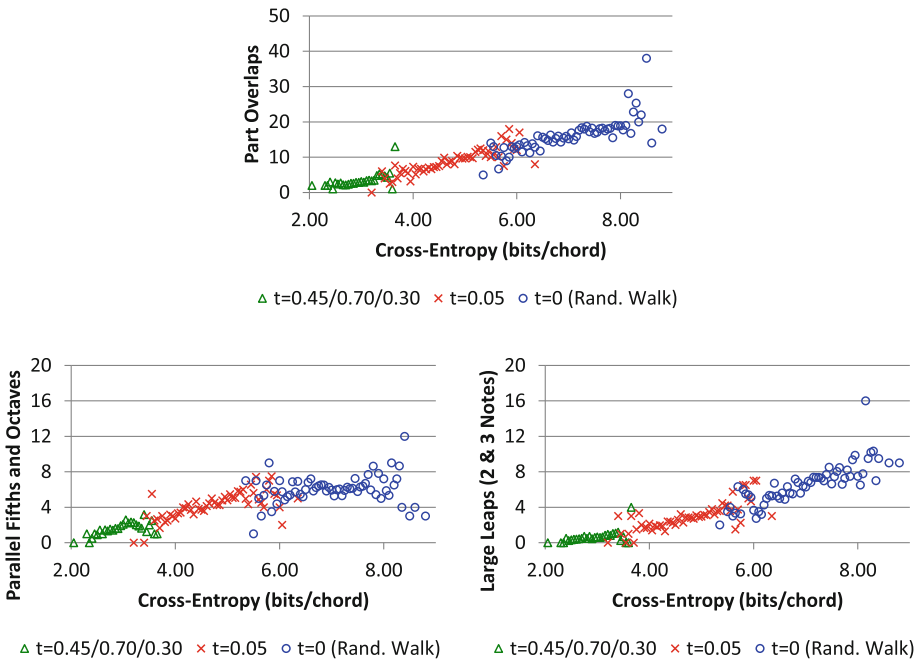 50
40
30
20
10
0
Part Overlaps
2.00 4.00 6.00 8.00
Cross-Entropy (bits/chord)
t=0.45/0.70/0.30 t=0.05 t=0 (Rand. Walk)
20
16
12
8
4
0
Parallel Fifths and Octaves
2.00 4.00 6.00 8.00
Cross-Entropy (bits/chord)
t=0.45/0.70/0.30 t=0.05 t=0 (Rand. Walk)
20
16
12
8
4
0
Large Leaps (2 & 3 Notes)
2.00 4.00 6.00 8.00
Cross-Entropy (bits/chord)
t=0.45/0.70/0.30 t=0.05 t=0 (Rand. Walk)